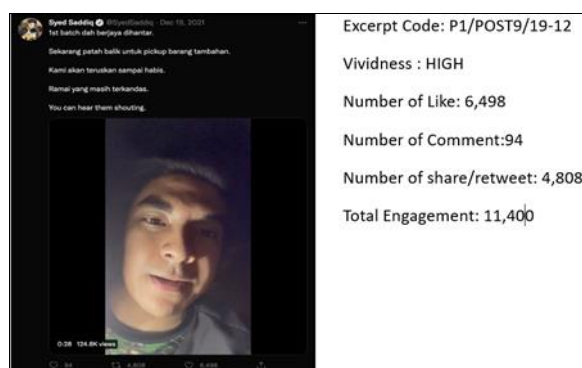 Syed Saddiq @SyedSaddiq · Dec 19, 2021
1st batch dah berjaya dihantar.
Sekarang patah balik untuk pickup barang tambahan.
Kami akan teruskan sampai habis.
Ramai yang masih terkandas.
You can hear them shouting.
0:28 124.8K views
94 4,808 6,498
Excerpt Code: P1/POST9/19-12
Vividness : HIGH
Number of Like: 6,498
Number of Comment:94
Number of share/retweet: 4,808
Total Engagement: 11,400